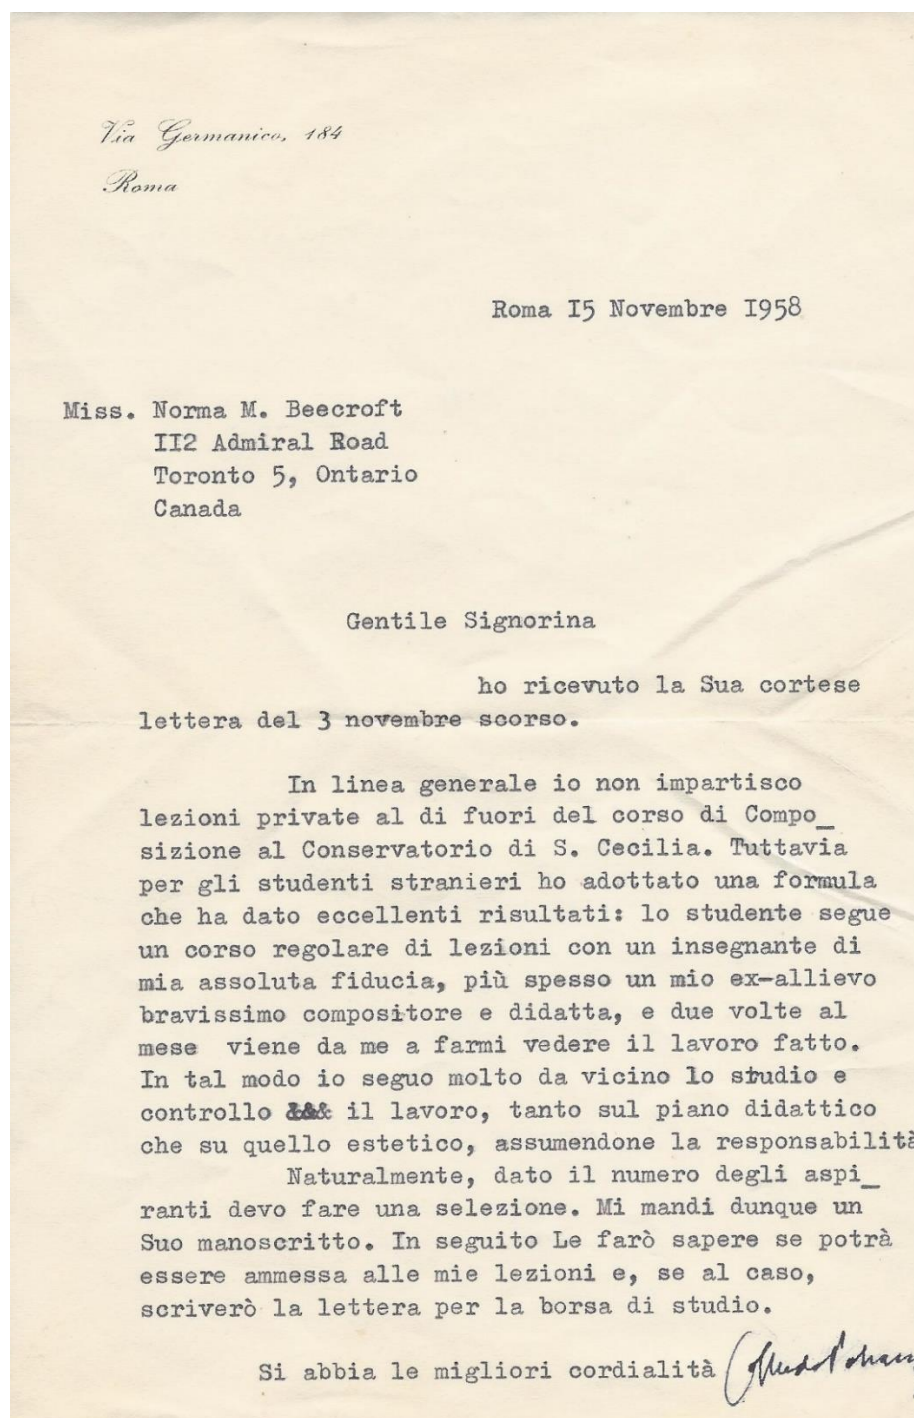 Via Germanico, 184
Roma
Roma I5 Novembre I958
Miss. Norma M. Beecroft
II2 Admiral Road
Toronto 5, Ontario
Canada
Gentile Signorina
ho ricevuto la Sua cortese
lettera del 3 novembre scorso.
In linea generale io non impartisco
lezioni private al di fuori del corso di Compo_
sizione al Conservatorio di S. Cecilia. Tuttavia
per gli studenti stranieri ho adottato una formula
che ha dato eccellenti risultati: lo studente segue
un corso regolare di lezioni con un insegnante di
mia assoluta fiducia, più spesso un mio ex-allievo
bravissimo compositore e didatta, e due volte al
mese viene da me a farmi vedere il lavoro fatto.
In tal modo io seguo molto da vicino lo studio e
controllo &&& il lavoro, tanto sul piano didattico
che su quello estetico, assumendone la responsabilità
Naturalmente, dato il numero degli aspi_
ranti devo fare una selezione. Mi mandi dunque un
Suo manoscritto. In seguito Le farò sapere se potrà
essere ammessa alle mie lezioni e, se al caso,
scriverò la lettera per la borsa di studio.
Si abbia le migliori cordialità